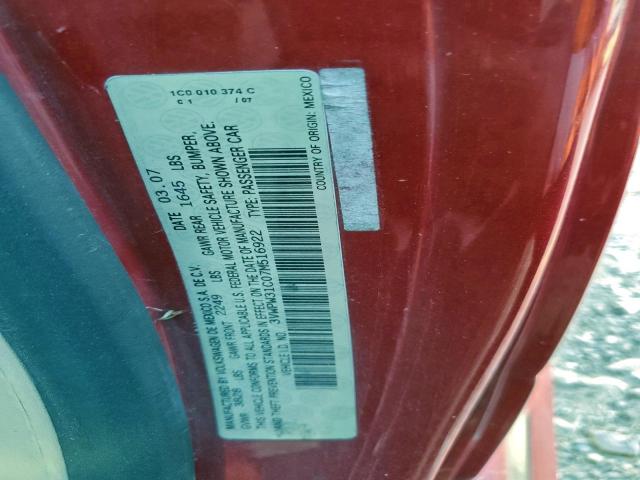 1C0 010 374 C
C 1 / 07
MANUFACTURED BY VOLKSWAGEN DE MEXICO S.A. DE C.V. DATE 03.07
GVWR 3828 LBS GAWR FRONT 2249 LBS GAWR REAR 1645 LBS
THIS VEHICLE CONFORMS TO ALL APPLICABLE U.S. FEDERAL MOTOR VEHICLE SAFETY, BUMPER,
AND THEFT PREVENTION STANDARDS IN EFFECT ON THE DATE OF MANUFACTURE SHOWN ABOVE.
VEHICLE I.D. NO. 3VWPW31C07M516922 TYPE: PASSENGER CAR
COUNTRY OF ORIGIN: MEXICO